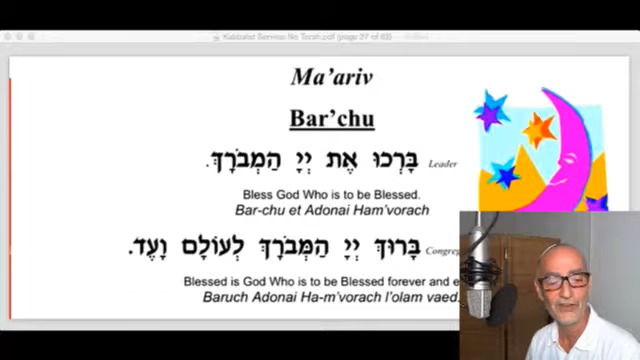 Kabbalat Service No Torah.pdf (page 27 of 63)
Ma'ariv
Bar'chu
בָּרְכוּ אֶת יְיָ הַמְבֹרָךְ. Leader
Bless God Who is to be Blessed.
Bar-chu et Adonai Ham'vorach
בָּרוּךְ יְיָ הַמְּבֹרָךְ לְעוֹלָם וָעֶד. Congreg
Blessed is God Who is to be Blessed forever and e
Baruch Adonai Ha-m'vorach l'olam vaed.